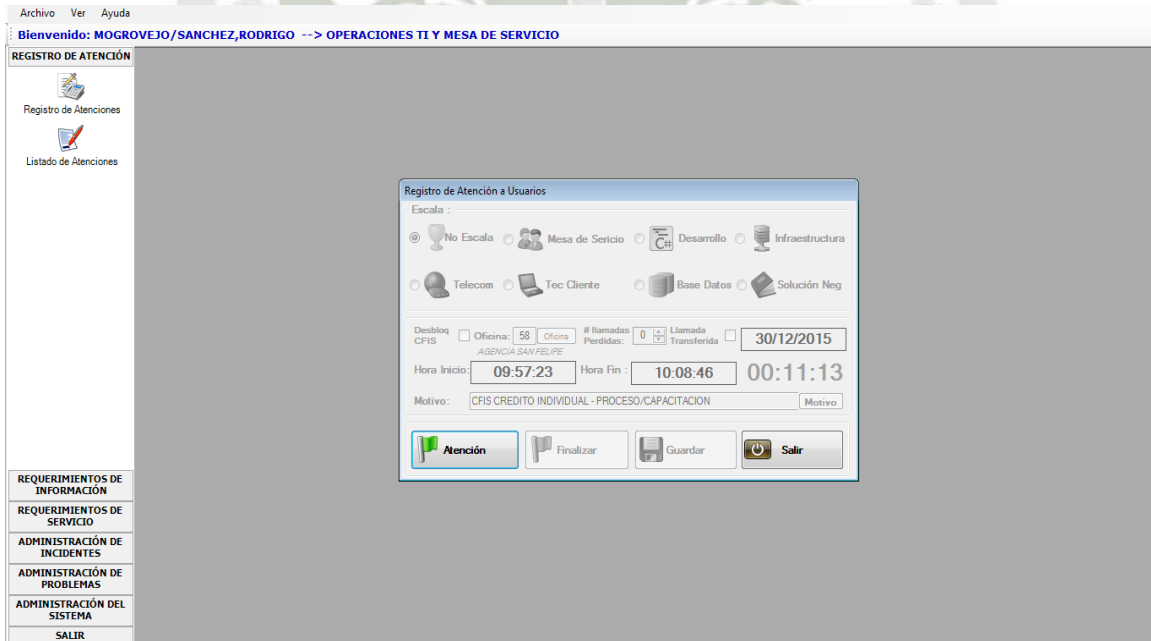 Archivo Ver Ayuda
Bienvenido: MOGROVEJO/SANCHEZ,RODRIGO --> OPERACIONES TI Y MESA DE SERVICIO
REGISTRO DE ATENCIÓN
Registro de Atenciones
Listado de Atenciones
REQUERIMIENTOS DE
INFORMACIÓN
REQUERIMIENTOS DE
SERVICIO
ADMINISTRACIÓN DE
INCIDENTES
ADMINISTRACIÓN DE
PROBLEMAS
ADMINISTRACIÓN DEL
SISTEMA
SALIR
Registro de Atención a Usuarios
Escala :
No Escala Mesa de Sericio C# Desarrollo Infraestructura
Telecom Tec Cliente Base Datos Solución Neg
Desbloq CFIS Oficina: 58 Oficina # llamadas Perdidas: 0 Llamada Transferida 30/12/2015
AGENCIA SAN FELIPE
Hora Inicio: 09:57:23 Hora Fin : 10:08:46 00:11:13
Motivo: CFIS CREDITO INDIVIDUAL - PROCESO/CAPACITACION Motivo
Atención Finalizar Guardar Salir